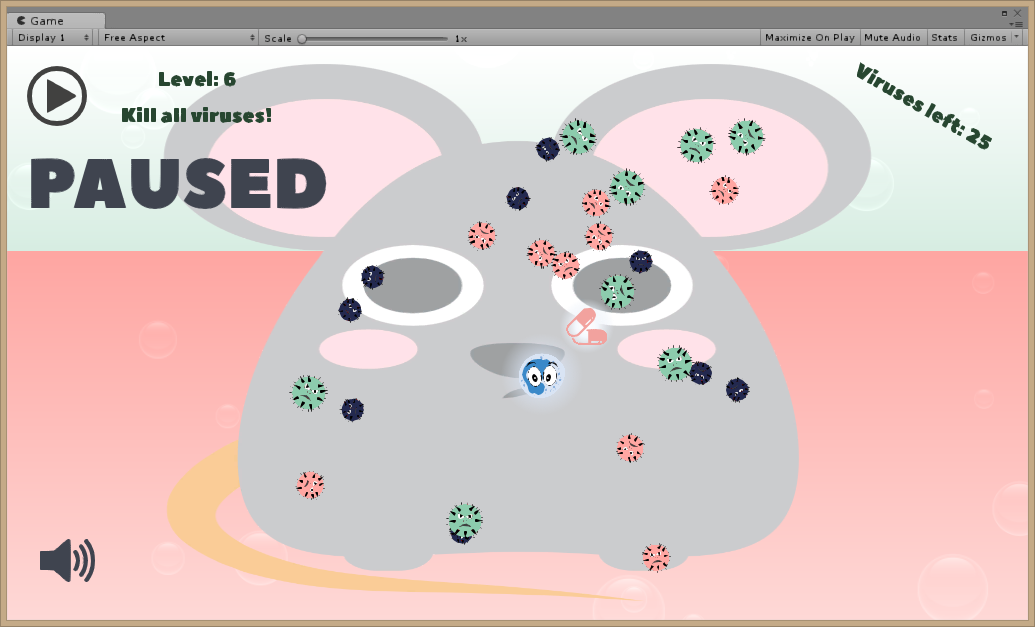 Game
Display 1
Free Aspect
Scale
1x
Maximize On Play
Mute Audio
Stats
Gizmos
Level: 6
Kill all viruses!
Viruses left: 25
PAUSED